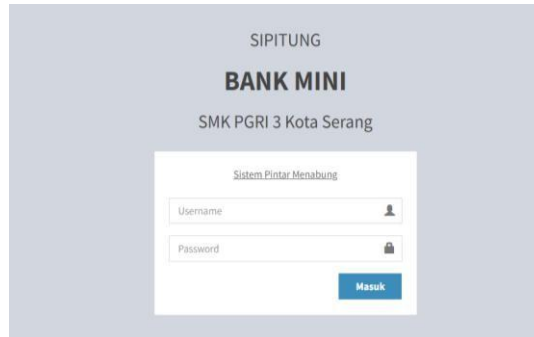 SIPITUNG
BANK MINI
SMK PGRI 3 Kota Serang
Sistem Pintar Menabung
Username
Password
Masuk